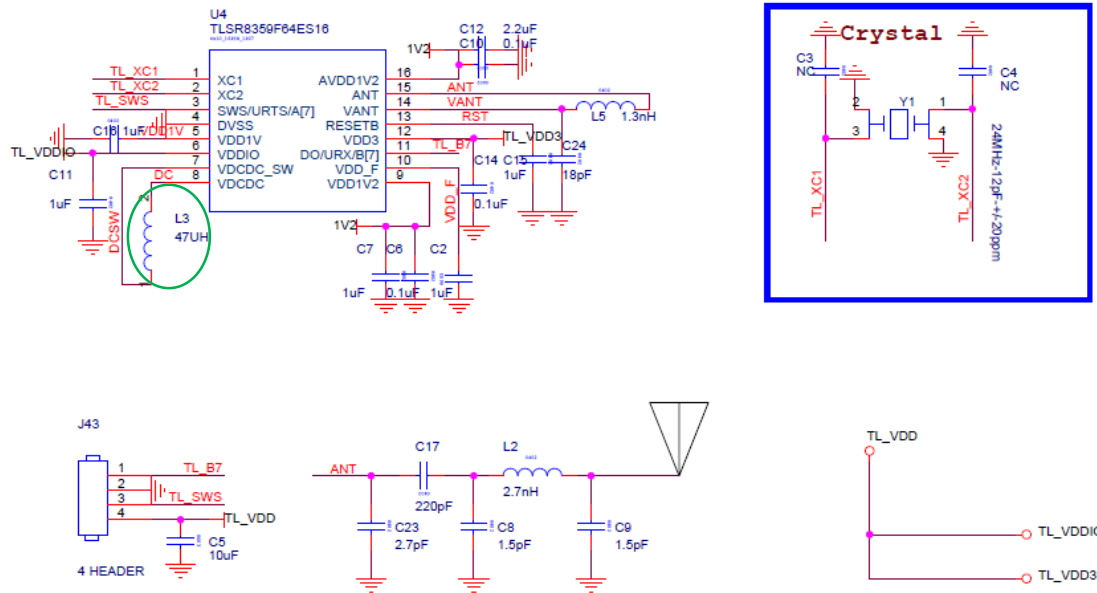 U4
TLSR8359F64ES16
TL_XC1
TL_XC2
TL_SWS
C16 1uF
VDD1V
TL_VDDIO
C11
1uF
DC
DCSW
L3
47UH
2
1
1 XC1
2 XC2
3 SWS/URTS/A[7]
4 DVSS
5 VDD1V
6 VDDIO
7 VDCDC_SW
8 VDCDC
AVDD1V2 16
ANT 15
VANT 14
RESETB 13
VDD3 12
DO/URX/B[7] 11
VDD_F 10
VDD1V2 9
1V2
C12 2.2uF
C10 0.1uF
ANT
VANT
RST
L5 1.3nH
TL_VDD3
TL_B7
C14
0.1uF
C15
1uF
C24
18pF
VDD_F
1V2
C7 C6 C2
1uF 0.1uF 1uF
Crystal
C3
NC
C4
NC
Y1
2
3
1
4
TL_XC1
TL_XC2
24MHz-12pF-+/-20ppm
J43
1
2
3
4
TL_B7
TL_SWS
TL_VDD
C5
10uF
4 HEADER
ANT
C17
220pF
L2
2.7nH
C23
2.7pF
C8
1.5pF
C9
1.5pF
TL_VDD
TL_VDDIO
TL_VDD3